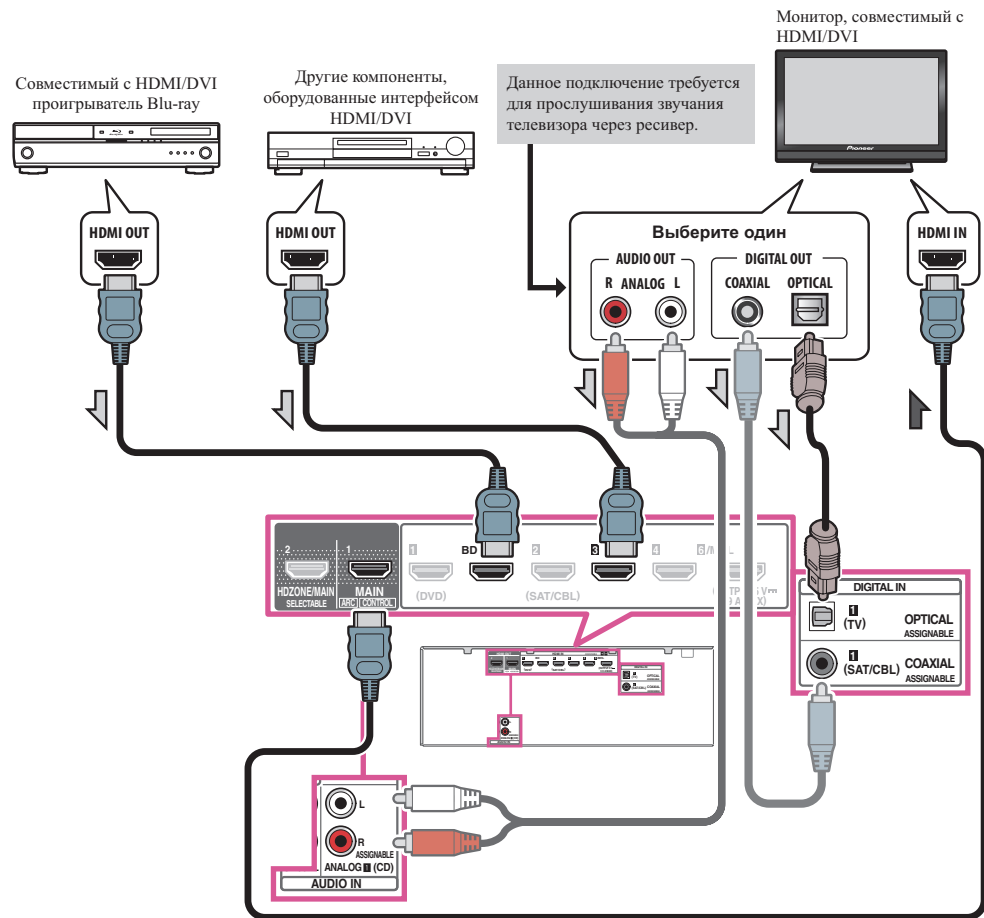 Монитор, совместимый с
HDMI/DVI
Совместимый с HDMI/DVI
проигрыватель Blu-ray
Другие компоненты,
оборудованные интерфейсом
HDMI/DVI
Данное подключение требуется
для прослушивания звучания
телевизора через ресивер.
Pioneer
HDMI OUT
HDMI OUT
Выберите один
AUDIO OUT
R ANALOG L
DIGITAL OUT
COAXIAL OPTICAL
HDMI IN
2
HDZONE/MAIN
SELECTABLE
1
MAIN
ARC CONTROL
1
(DVD)
BD
2
(SAT/CBL)
3
4
DIGITAL IN
1
(TV)
OPTICAL
ASSIGNABLE
1
(SAT/CBL)
COAXIAL
ASSIGNABLE
OPTICAL
COAXIAL
L
R
ASSIGNABLE
ANALOG 1 (CD)
AUDIO IN